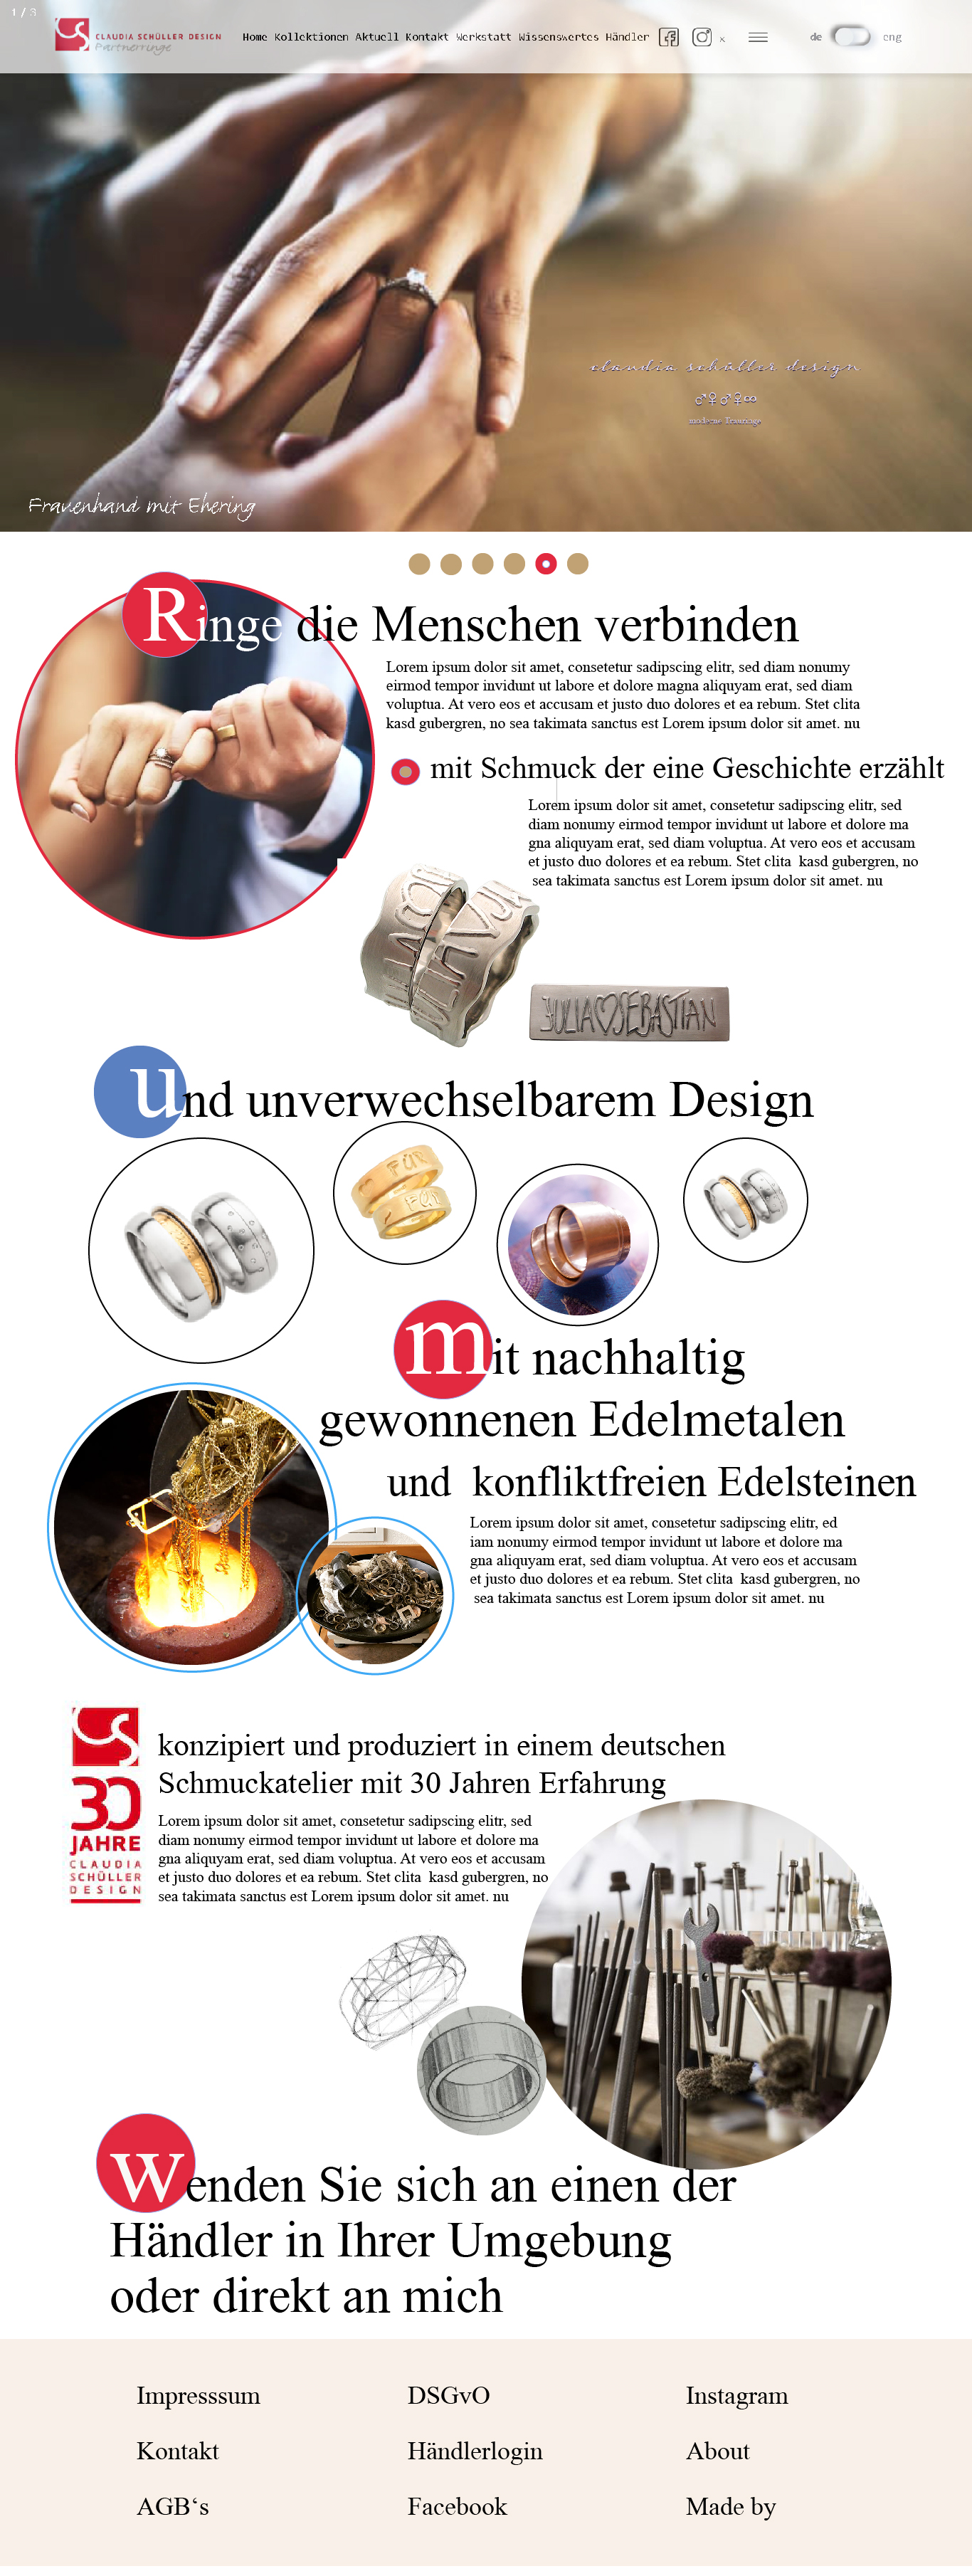 1 / 3
CLAUDIA SCHÜLLER DESIGN
Partnerringe
Home Kollektionen Aktuell Kontakt Werkstatt Wissenswertes Händler
x
de eng
claudia schüller design
♂♀♂♀∞
moderne Trauringe
Frauenhand mit Ehering
Ringe die Menschen verbinden
Lorem ipsum dolor sit amet, consetetur sadipscing elitr, sed diam nonumy
eirmod tempor invidunt ut labore et dolore magna aliquyam erat, sed diam
voluptua. At vero eos et accusam et justo duo dolores et ea rebum. Stet clita
kasd gubergren, no sea takimata sanctus est Lorem ipsum dolor sit amet. nu
mit Schmuck der eine Geschichte erzählt
Lorem ipsum dolor sit amet, consetetur sadipscing elitr, sed
diam nonumy eirmod tempor invidunt ut labore et dolore ma
gna aliquyam erat, sed diam voluptua. At vero eos et accusam
et justo duo dolores et ea rebum. Stet clita kasd gubergren, no
sea takimata sanctus est Lorem ipsum dolor sit amet. nu
JULIA♡SEBASTIAN
und unverwechselbarem Design
FÜR
FÜR
mit nachhaltig
gewonnenen Edelmetalen
und konfliktfreien Edelsteinen
Lorem ipsum dolor sit amet, consetetur sadipscing elitr, ed
iam nonumy eirmod tempor invidunt ut labore et dolore ma
gna aliquyam erat, sed diam voluptua. At vero eos et accusam
et justo duo dolores et ea rebum. Stet clita kasd gubergren, no
sea takimata sanctus est Lorem ipsum dolor sit amet. nu
30
JAHRE
CLAUDIA
SCHÜLLER
DESIGN
konzipiert und produziert in einem deutschen
Schmuckatelier mit 30 Jahren Erfahrung
Lorem ipsum dolor sit amet, consetetur sadipscing elitr, sed
diam nonumy eirmod tempor invidunt ut labore et dolore ma
gna aliquyam erat, sed diam voluptua. At vero eos et accusam
et justo duo dolores et ea rebum. Stet clita kasd gubergren, no
sea takimata sanctus est Lorem ipsum dolor sit amet. nu
wenden Sie sich an einen der
Händler in Ihrer Umgebung
oder direkt an mich
Impresssum DSGvO Instagram
Kontakt Händlerlogin About
AGB‘s Facebook Made by